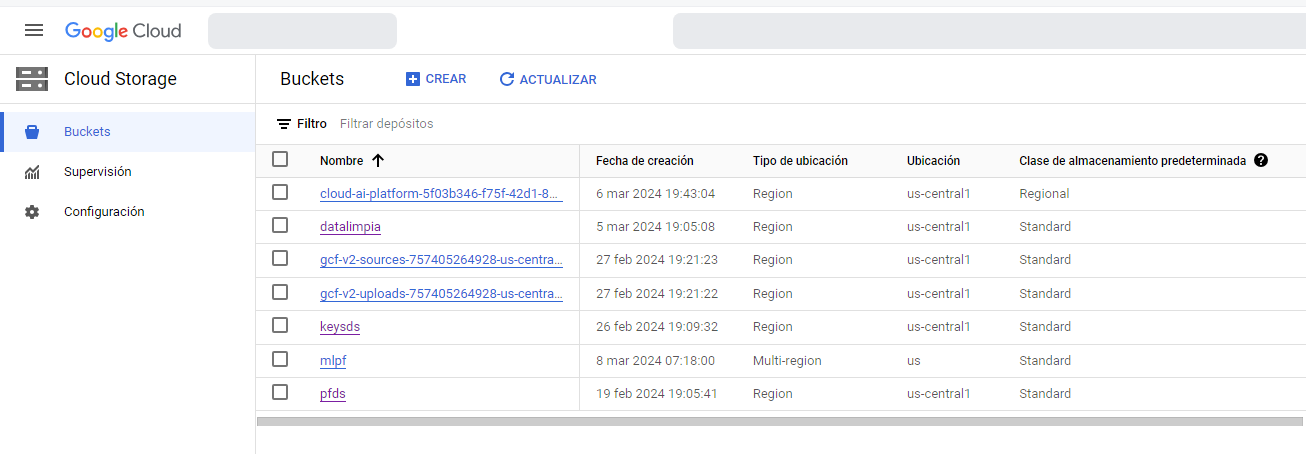 Google Cloud
Cloud Storage
Buckets
CREAR
ACTUALIZAR
Buckets
Supervisión
Configuración
Filtro Filtrar depósitos
Nombre Fecha de creación Tipo de ubicación Ubicación Clase de almacenamiento predeterminada ?
cloud-ai-platform-5f03b346-f75f-42d1-8... 6 mar 2024 19:43:04 Region us-central1 Regional
datalimpia 5 mar 2024 19:05:08 Region us-central1 Standard
gcf-v2-sources-757405264928-us-centra... 27 feb 2024 19:21:23 Region us-central1 Standard
gcf-v2-uploads-757405264928-us-centra... 27 feb 2024 19:21:22 Region us-central1 Standard
keysds 26 feb 2024 19:09:32 Region us-central1 Standard
mlpf 8 mar 2024 07:18:00 Multi-region us Standard
pfds 19 feb 2024 19:05:41 Region us-central1 Standard